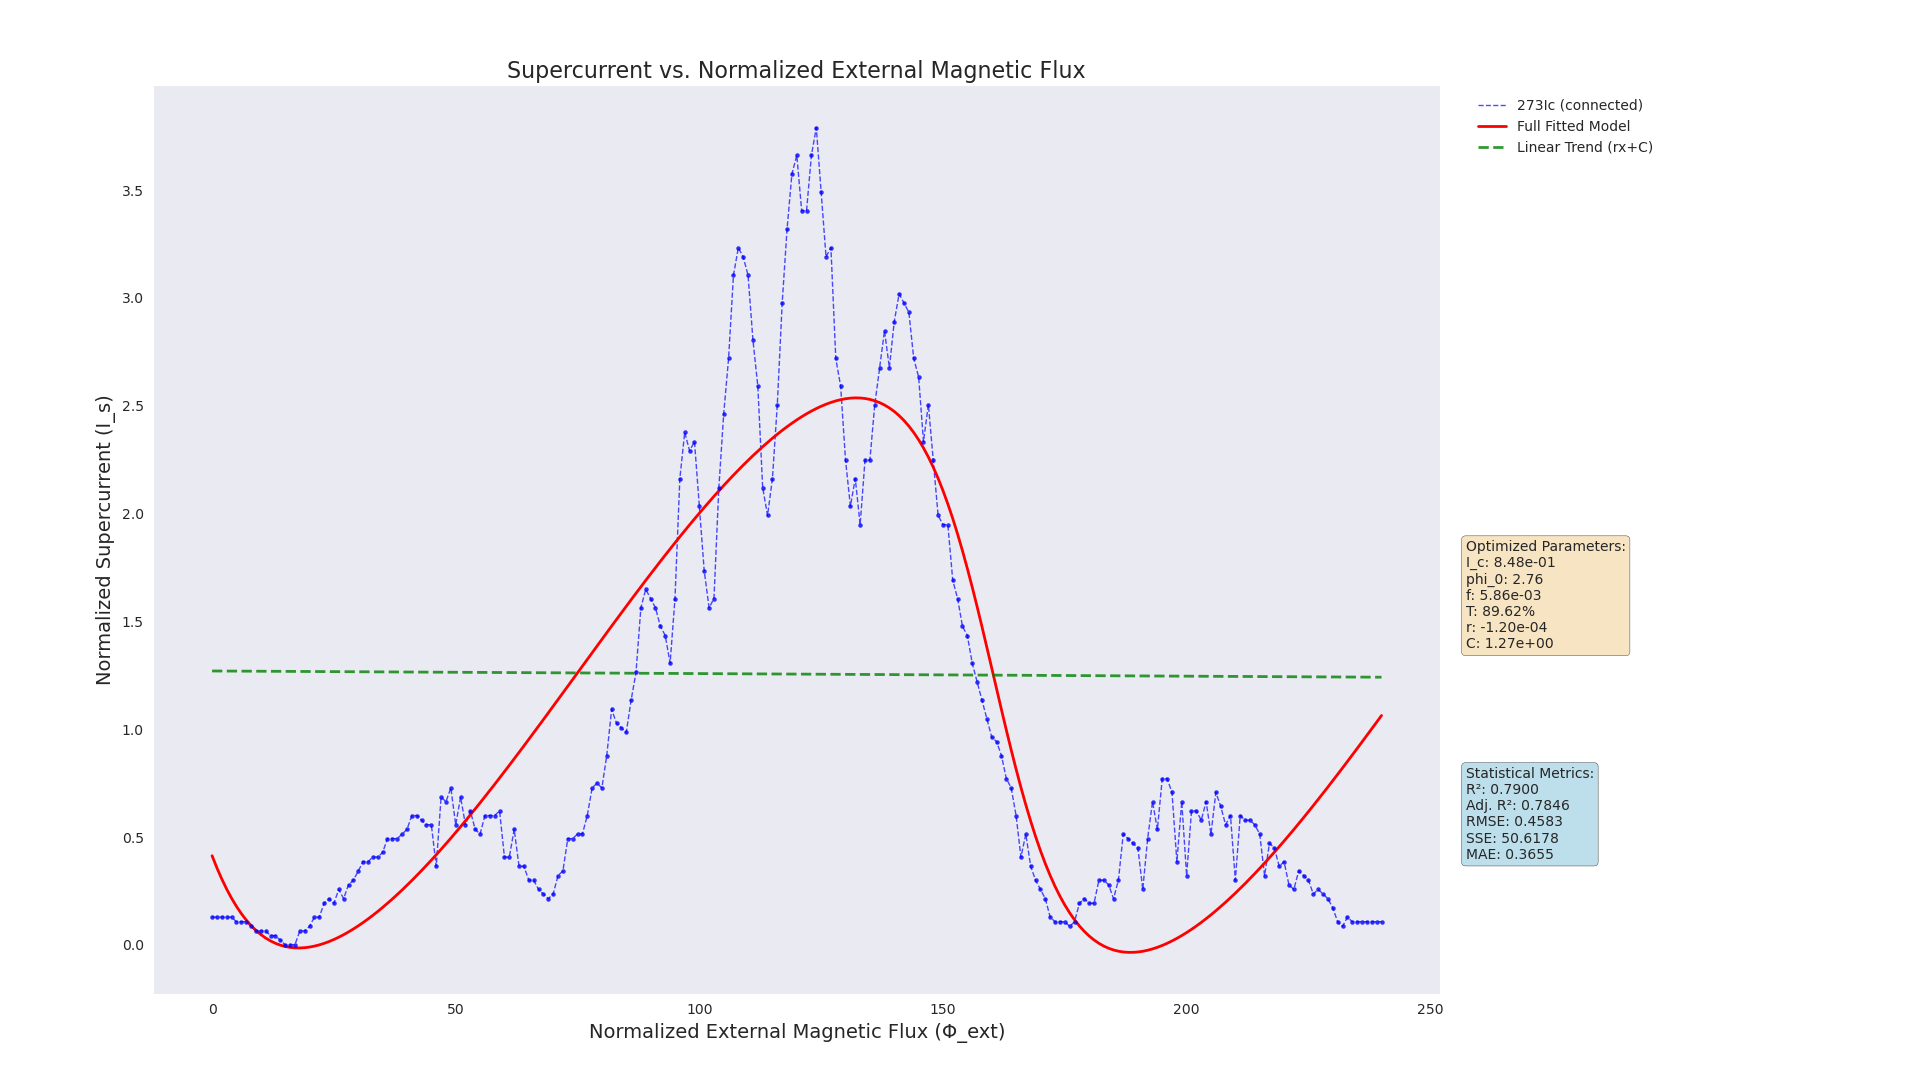 Supercurrent vs. Normalized External Magnetic Flux
273Ic (connected)
Full Fitted Model
Linear Trend (rx+C)
Normalized Supercurrent (I_s)
3.5
3.0
2.5
2.0
1.5
1.0
0.5
0.0
0
50
100
150
200
250
Normalized External Magnetic Flux (Φ_ext)
Optimized Parameters:
I_c: 8.48e-01
phi_0: 2.76
f: 5.86e-03
T: 89.62%
r: -1.20e-04
C: 1.27e+00
Statistical Metrics:
R²: 0.7900
Adj. R²: 0.7846
RMSE: 0.4583
SSE: 50.6178
MAE: 0.3655